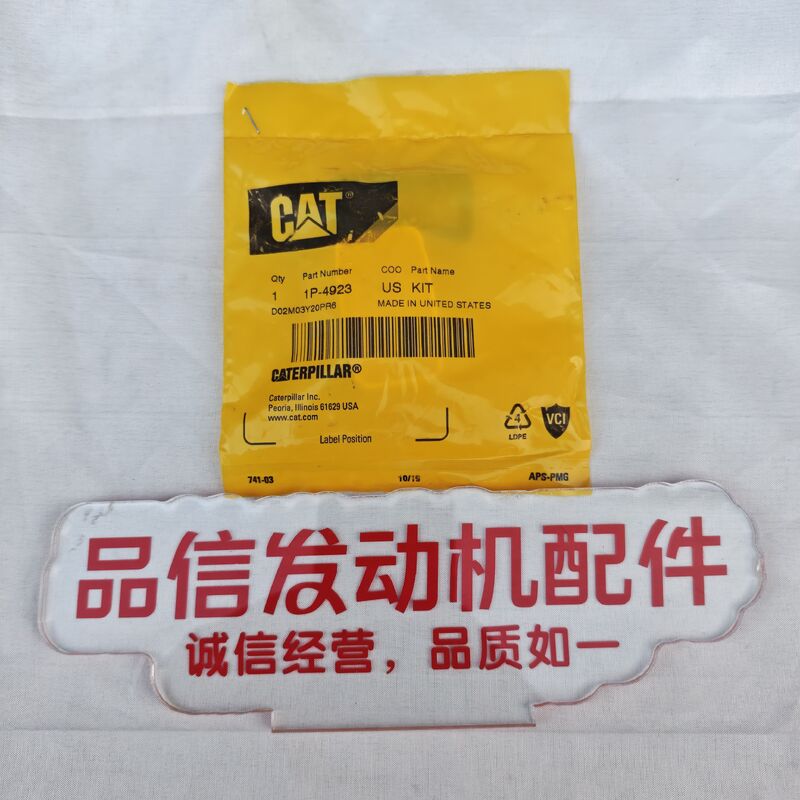 CAT®
Qty Part Number COO Part Name
1 1P-4923 US KIT
D02M03Y20PR6 MADE IN UNITED STATES
CATERPILLAR®
Caterpillar Inc.
Peoria, Illinois 61629 USA
www.cat.com
Label Position
4
LDPE
VCI
741-03 10/15 APS-PMG
品信发动机配件
诚信经营，品质如一